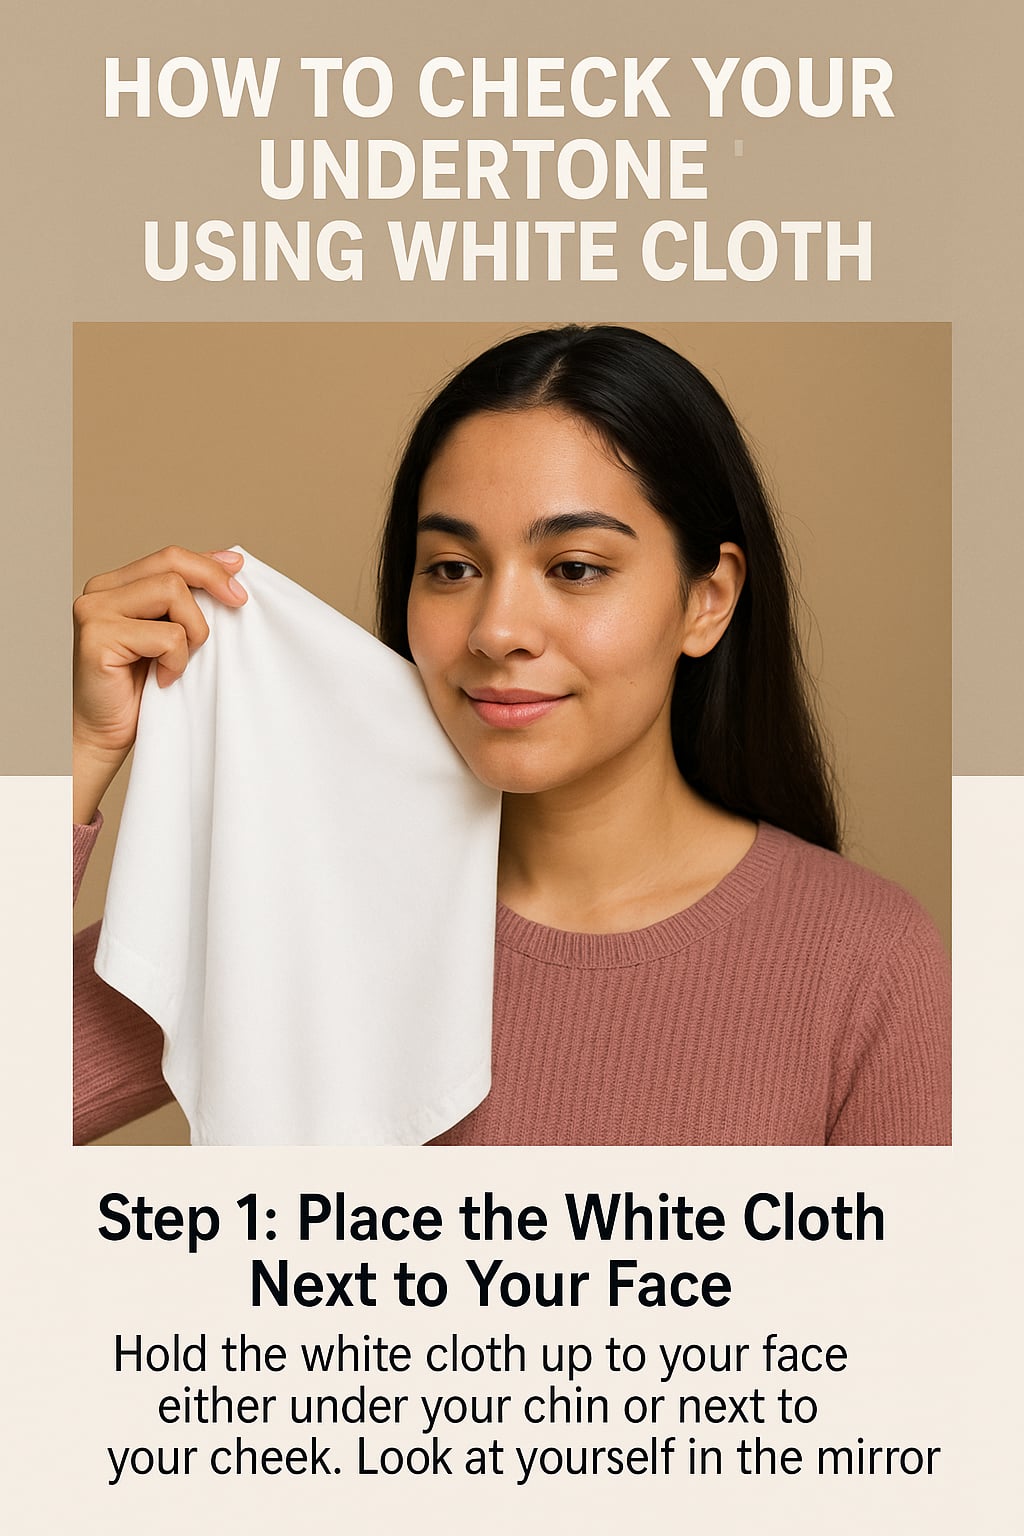 HOW TO CHECK YOUR
UNDERTONE
USING WHITE CLOTH
Step 1: Place the White Cloth
Next to Your Face
Hold the white cloth up to your face
either under your chin or next to
your cheek. Look at yourself in the mirror